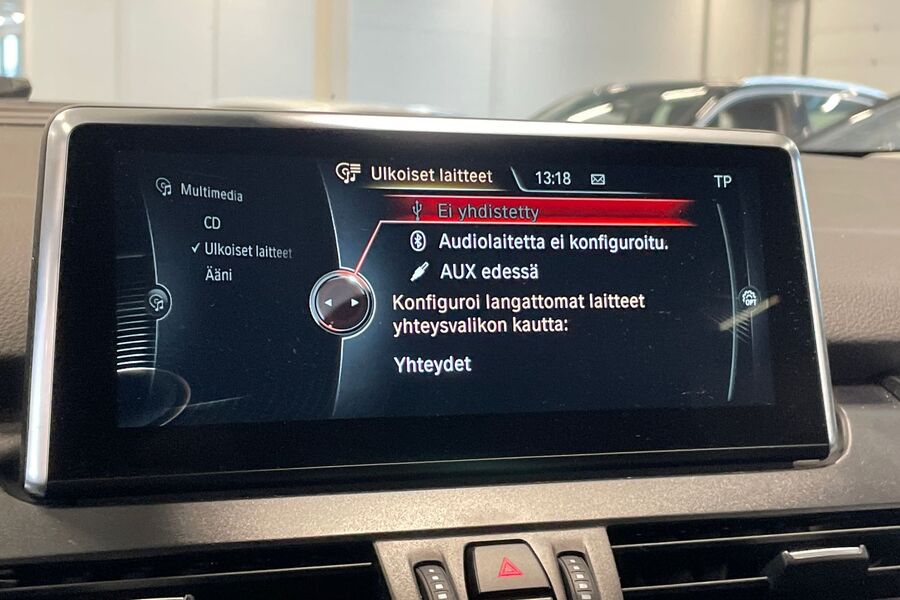 Multimedia
CD
✓ Ulkoiset laitteet
Ääni
Ulkoiset laitteet
13:18
TP
Ei yhdistetty
Audiolaitetta ei konfiguroitu.
AUX edessä
Konfiguroi langattomat laitteet
yhteysvalikon kautta:
Yhteydet
OPT